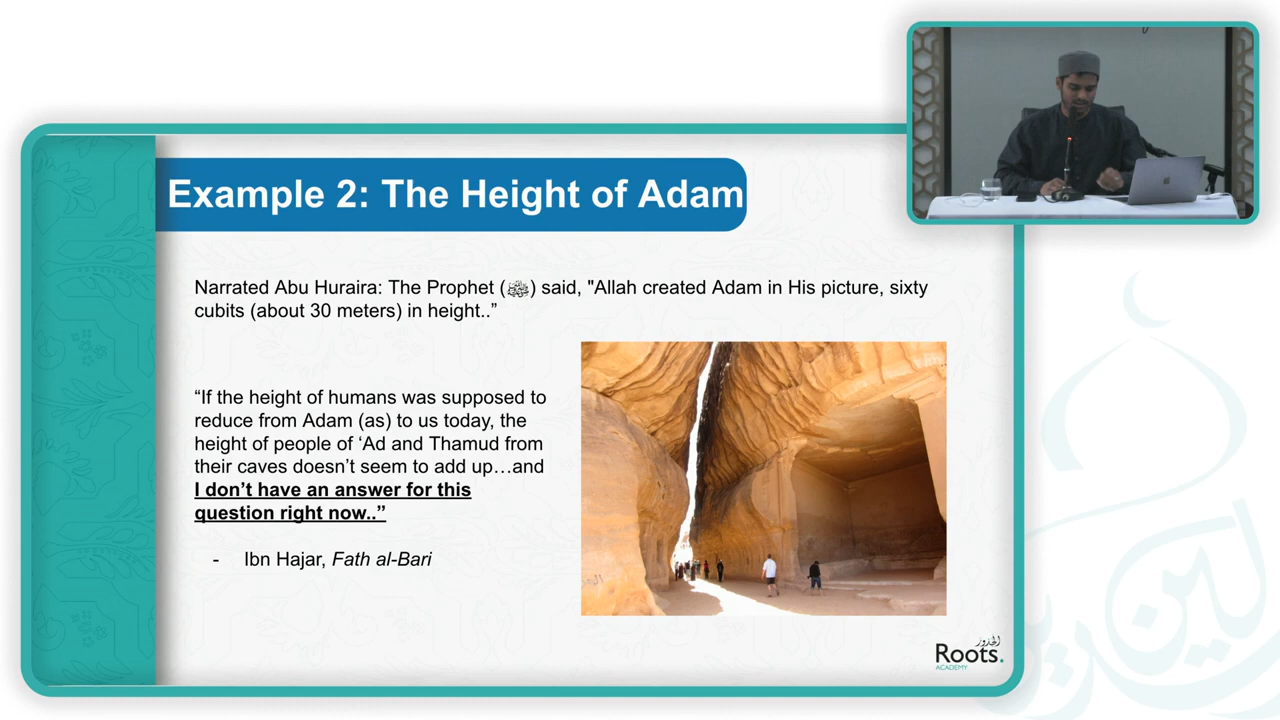 Example 2: The Height of Adam
Narrated Abu Huraira: The Prophet (ﷺ) said, "Allah created Adam in His picture, sixty
cubits (about 30 meters) in height..”
“If the height of humans was supposed to
reduce from Adam (as) to us today, the
height of people of ‘Ad and Thamud from
their caves doesn’t seem to add up…and
I don’t have an answer for this
question right now..”
- Ibn Hajar, Fath al-Bari
الجذور
Roots.
ACADEMY